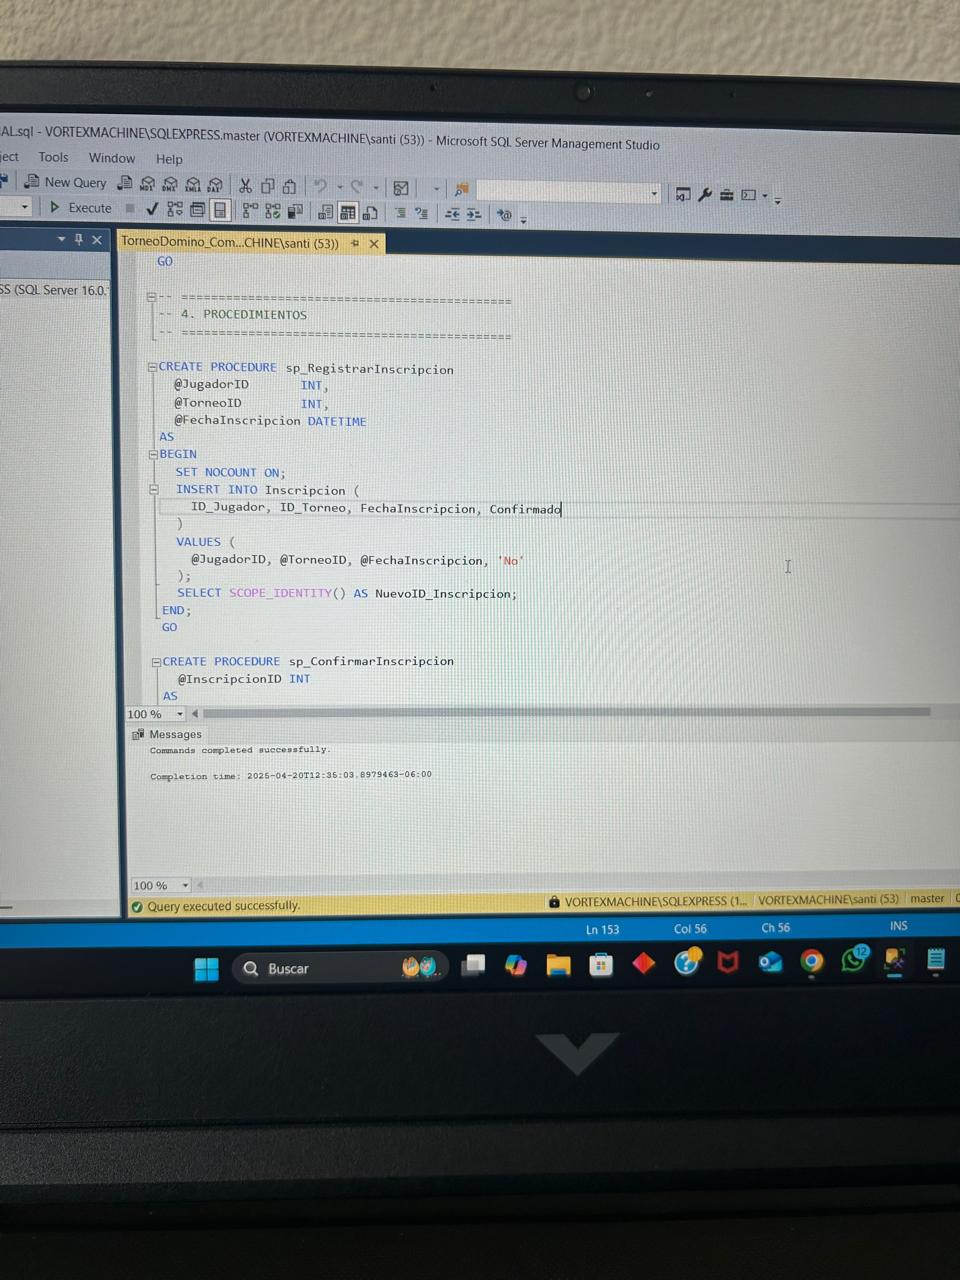 AL.sql - VORTEXMACHINE\SQLEXPRESS.master (VORTEXMACHINE\santi (53)) - Microsoft SQL Server Management Studio
ject Tools Window Help
New Query MDX DMX XMLA DAX
Execute
TorneoDomino_Com...CHINE\santi (53))
SS (SQL Server 16.0.
GO
-- =============================================
-- 4. PROCEDIMIENTOS
-- =============================================
CREATE PROCEDURE sp_RegistrarInscripcion
@JugadorID INT,
@TorneoID INT,
@FechaInscripcion DATETIME
AS
BEGIN
SET NOCOUNT ON;
INSERT INTO Inscripcion (
ID_Jugador, ID_Torneo, FechaInscripcion, Confirmado
)
VALUES (
@JugadorID, @TorneoID, @FechaInscripcion, 'No'
);
SELECT SCOPE_IDENTITY() AS NuevoID_Inscripcion;
END;
GO
CREATE PROCEDURE sp_ConfirmarInscripcion
@InscripcionID INT
AS
100 %
Messages
Commands completed successfully.
Completion time: 2025-04-20T12:35:03.8979463-06:00
100 %
Query executed successfully.
VORTEXMACHINE\SQLEXPRESS (1... VORTEXMACHINE\santi (53) master
Ln 153 Col 56 Ch 56 INS
Buscar
12